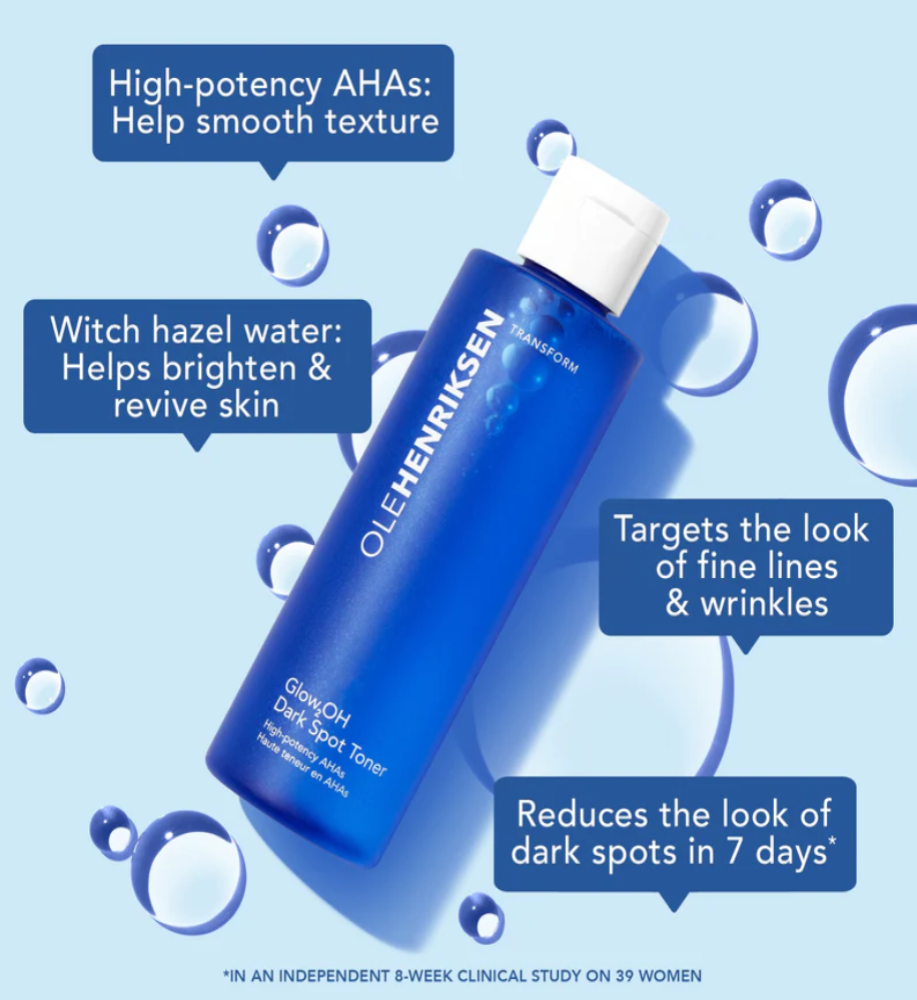 High-potency AHAs:
Help smooth texture
Witch hazel water:
Helps brighten &
revive skin
OLEHENRIKSEN
TRANSFORM
Glow₂OH
Dark Spot Toner
High-potency AHAs
Haute teneur en AHAs
Targets the look
of fine lines
& wrinkles
Reduces the look of
dark spots in 7 days*
*IN AN INDEPENDENT 8-WEEK CLINICAL STUDY ON 39 WOMEN